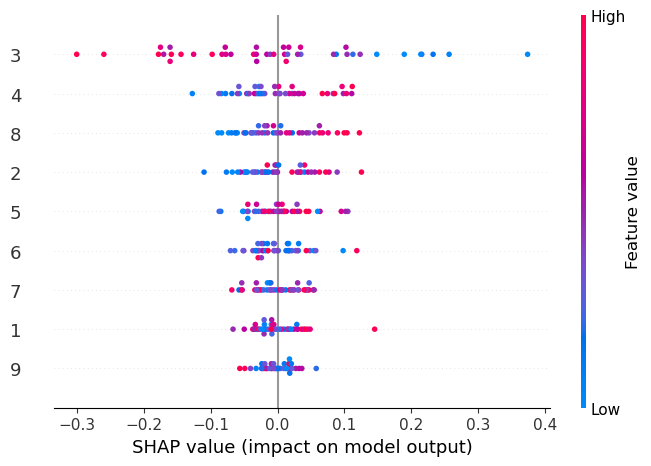 High
3
4
8
2
5
6
7
1
9
Feature value
Low
−0.3 −0.2 −0.1 0.0 0.1 0.2 0.3 0.4
SHAP value (impact on model output)